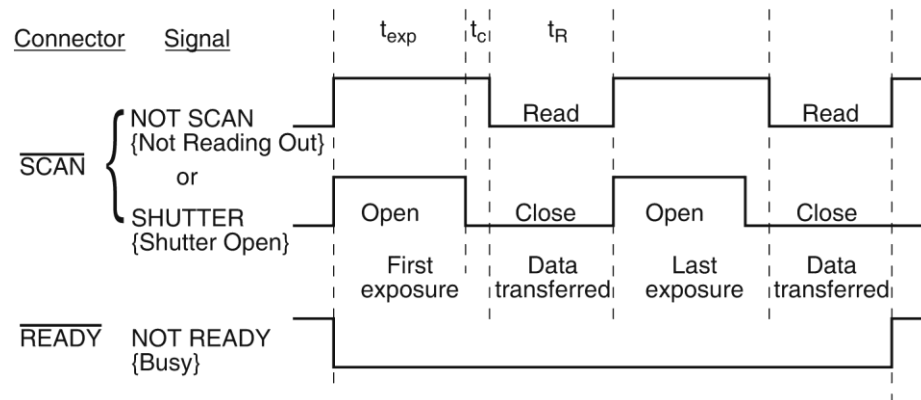 t_exp t_c t_R
Connector Signal
NOT SCAN
{Not Reading Out}
SCAN
or
SHUTTER
{Shutter Open}
Read Read
Open Close Open Close
First exposure
Data transferred
Last exposure
Data transferred
READY NOT READY
{Busy}